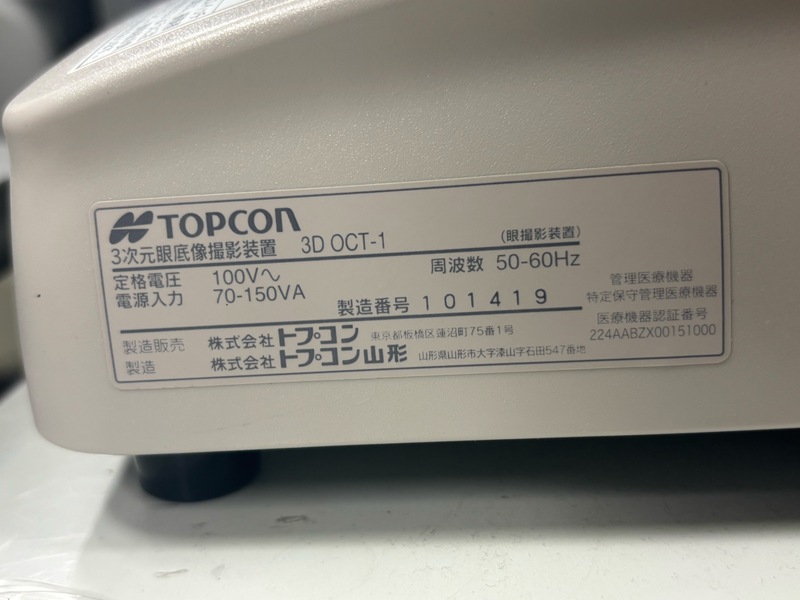 TOPCON
3次元眼底像撮影装置 3D OCT-1 (眼撮影装置)
定格電圧 100V～ 周波数 50-60Hz
電源入力 70-150VA 製造番号 101419
管理医療機器
特定保守管理医療機器
医療機器認証番号
224AABZX00151000
製造販売 株式会社トプコン 東京都板橋区蓮沼町75番1号
製造 株式会社トプコン山形 山形県山形市大字漆山字石田547番地